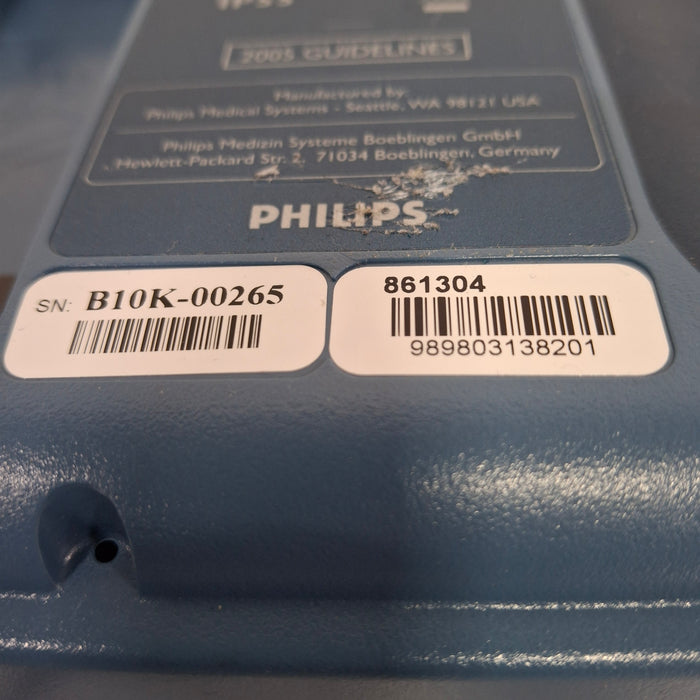 IP55
2005 GUIDELINES
Manufactured by:
Philips Medical Systems - Seattle, WA 98121 USA
Philips Medizin Systeme Boeblingen GmbH
Hewlett-Packard Str. 2, 71034 Boeblingen, Germany
PHILIPS
SN: B10K-00265
861304
989803138201